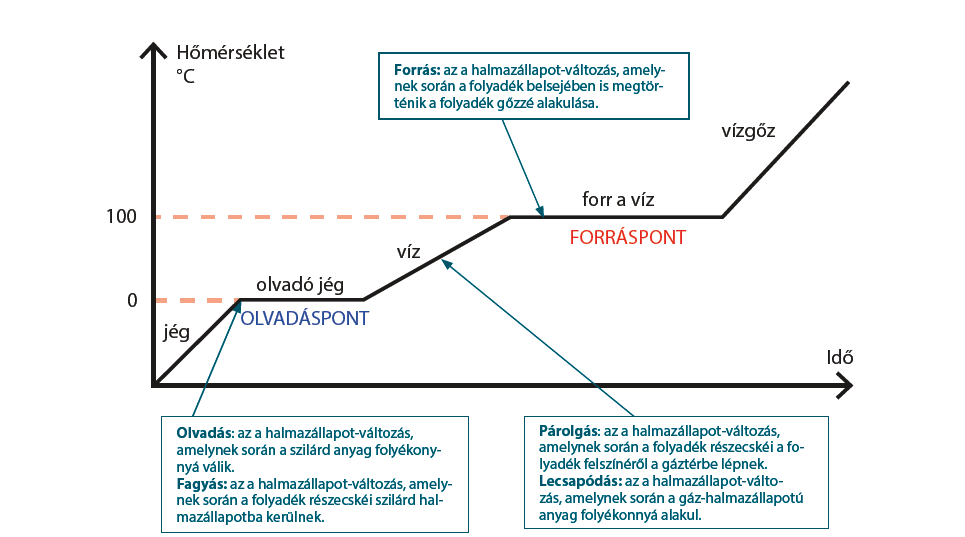 Hőmérséklet
°C
Forrás: az a halmazállapot-változás, amely-
nek során a folyadék belsejében is megtör-
ténik a folyadék gőzzé alakulása.
vízgőz
forr a víz
100
FORRÁSPONT
víz
olvadó jég
0
OLVADÁSPONT
jég
Idő
Olvadás: az a halmazállapot-változás,
amelynek során a szilárd anyag folyékony-
nyá válik.
Fagyás: az a halmazállapot-változás, amely-
nek során a folyadék részecskéi szilárd hal-
mazállapotba kerülnek.
Párolgás: az a halmazállapot-változás,
amelynek során a folyadék részecskéi a fo-
lyadék felszínéről a gáztérbe lépnek.
Lecsapódás: az a halmazállapot-válto-
zás, amelynek során a gáz-halmazállapotú
anyag folyékonnyá alakul.